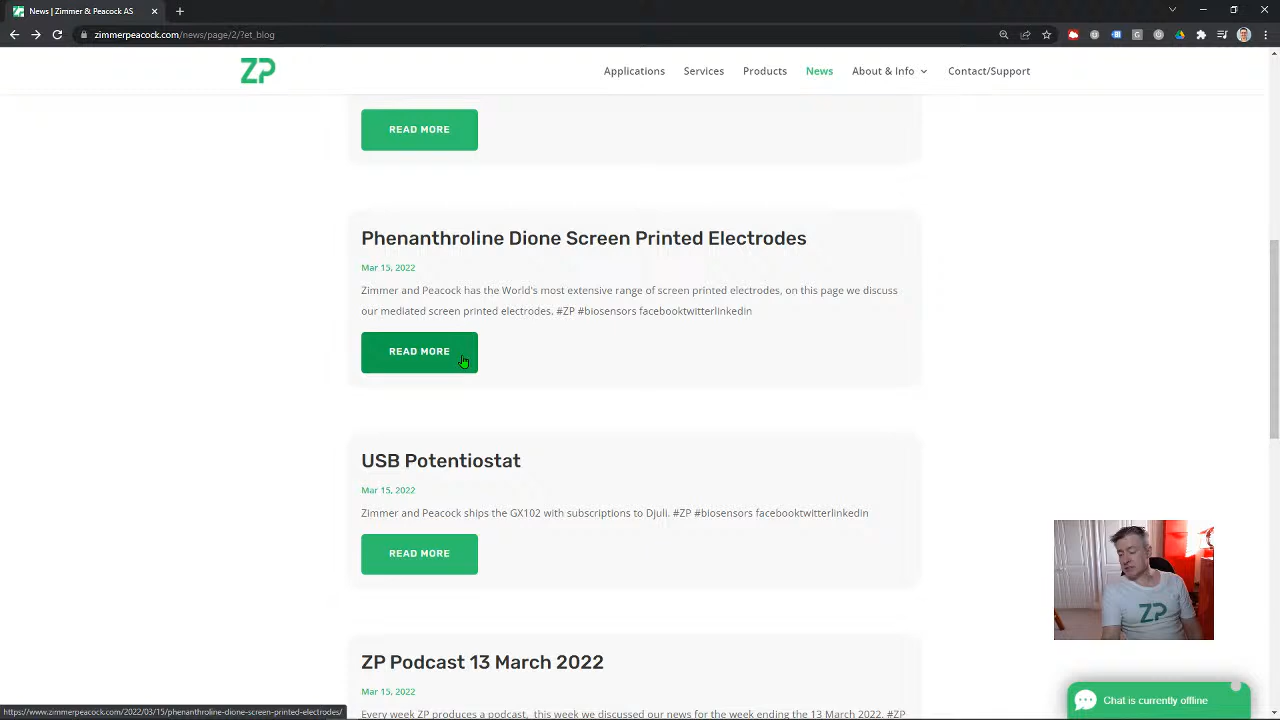 News | Zimmer & Peacock AS
zimmerpeacock.com/news/page/2/?et_blog
ZP
Applications
Services
Products
News
About & Info
Contact/Support
READ MORE
Phenanthroline Dione Screen Printed Electrodes
Mar 15, 2022
Zimmer and Peacock has the World's most extensive range of screen printed electrodes, on this page we discuss
our mediated screen printed electrodes. #ZP #biosensors facebooktwitterlinkedin
READ MORE
USB Potentiostat
Mar 15, 2022
Zimmer and Peacock ships the GX102 with subscriptions to Djuli. #ZP #biosensors facebooktwitterlinkedin
READ MORE
ZP
ZP Podcast 13 March 2022
Mar 15, 2022
Chat is currently offline
https://www.zimmerpeacock.com/2022/03/15/phenanthroline-dione-screen-printed-electrodes/
Every week ZP produces a podcast, this week we discussed our news for the week ending the 13 March 2022. #ZP